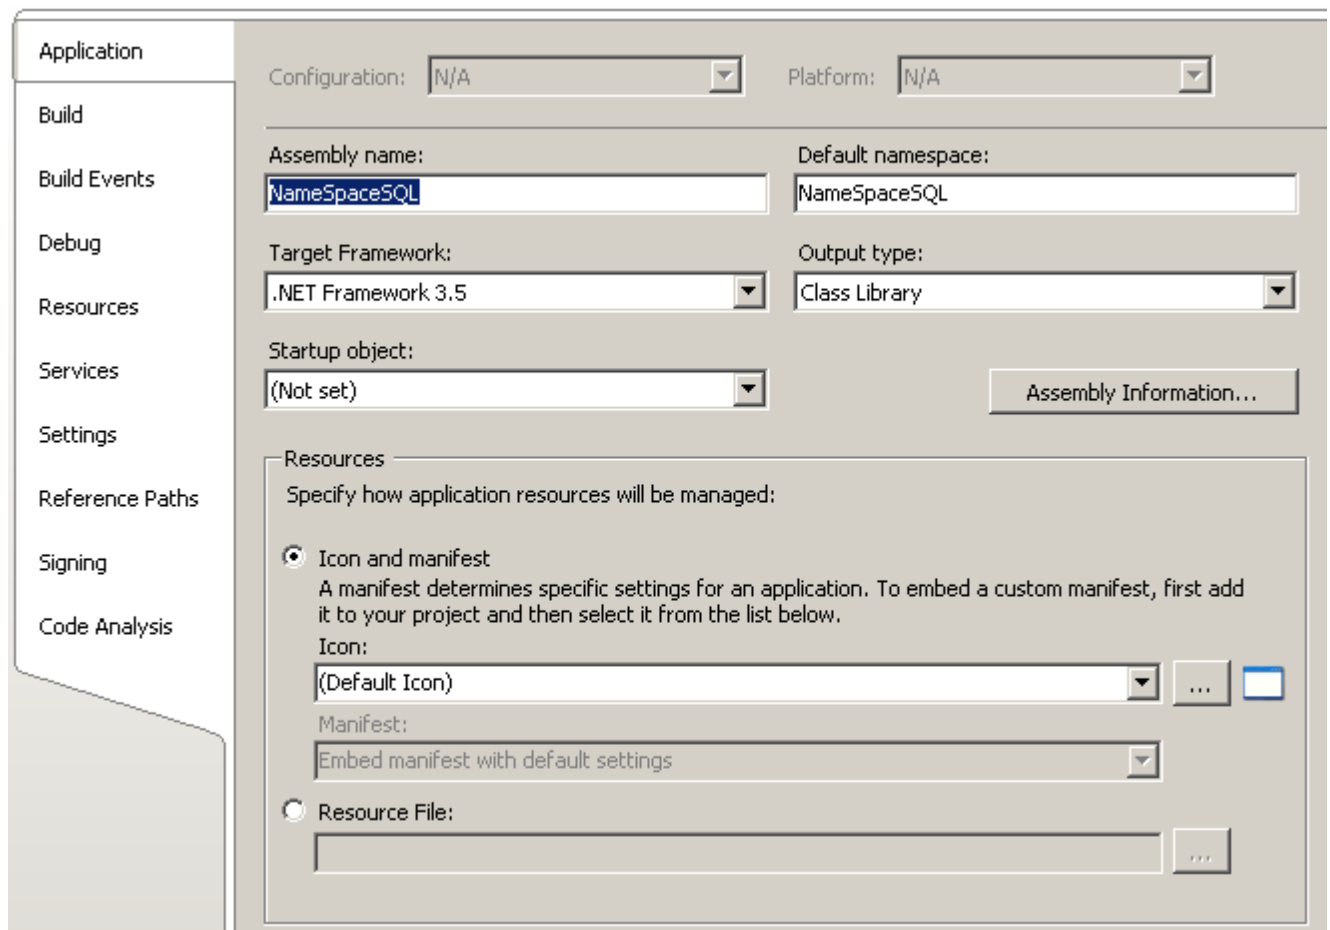 Application
Build
Build Events
Debug
Resources
Services
Settings
Reference Paths
Signing
Code Analysis
Configuration: N/A Platform: N/A
Assembly name: Default namespace:
NameSpaceSQL NameSpaceSQL
Target Framework: Output type:
.NET Framework 3.5 Class Library
Startup object:
(Not set) Assembly Information...
Resources
Specify how application resources will be managed:
Icon and manifest
A manifest determines specific settings for an application. To embed a custom manifest, first add
it to your project and then select it from the list below.
Icon:
(Default Icon) ...
Manifest:
Embed manifest with default settings
Resource File:
...